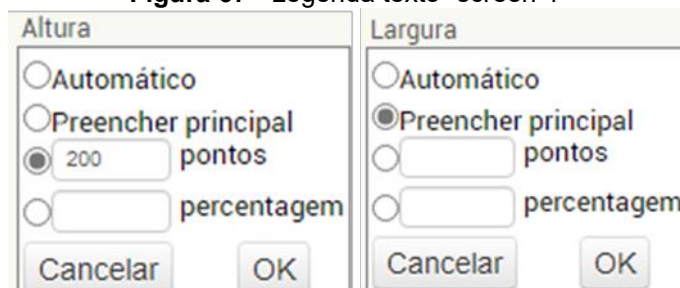 Altura
Automático
Preencher principal
200 pontos
percentagem
Cancelar OK
Largura
Automático
Preencher principal
pontos
percentagem
Cancelar OK